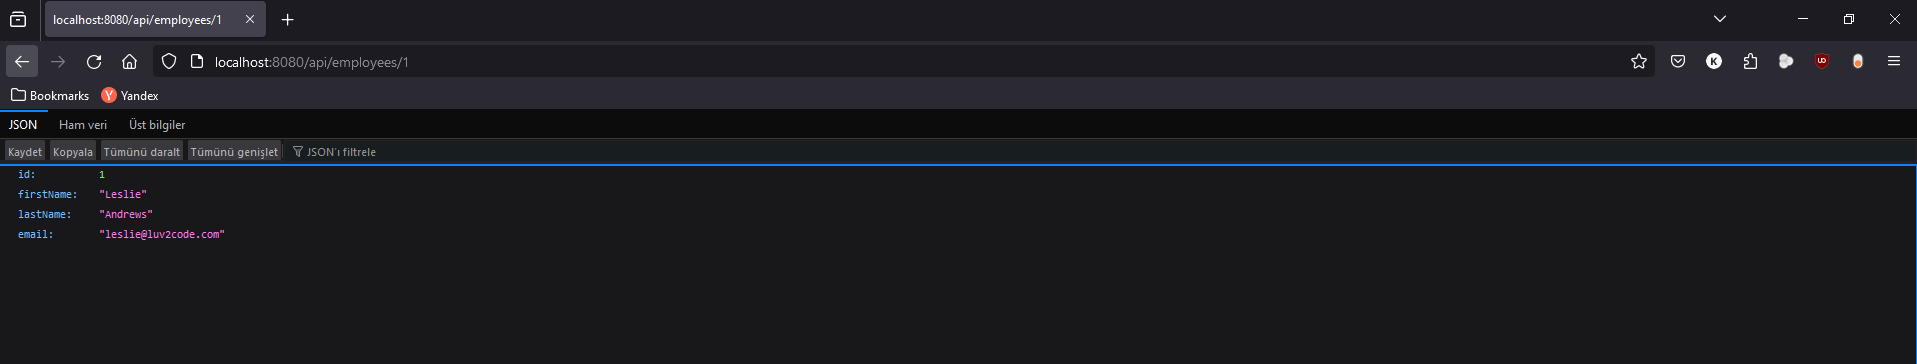 localhost:8080/api/employees/1
localhost:8080/api/employees/1
Bookmarks Yandex
JSON Ham veri Üst bilgiler
Kaydet Kopyala Tümünü daralt Tümünü genişlet JSON'ı filtrele
id: 1
firstName: "Leslie"
lastName: "Andrews"
email: "leslie@luv2code.com"